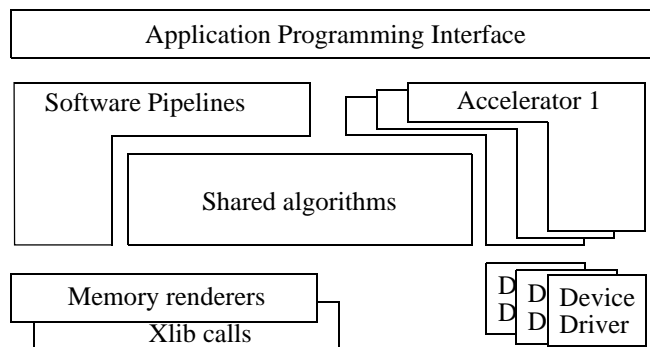 Application Programming Interface
Software Pipelines
Accelerator 1
Shared algorithms
Memory renderers
Xlib calls
D
D
D
D
Device
Driver